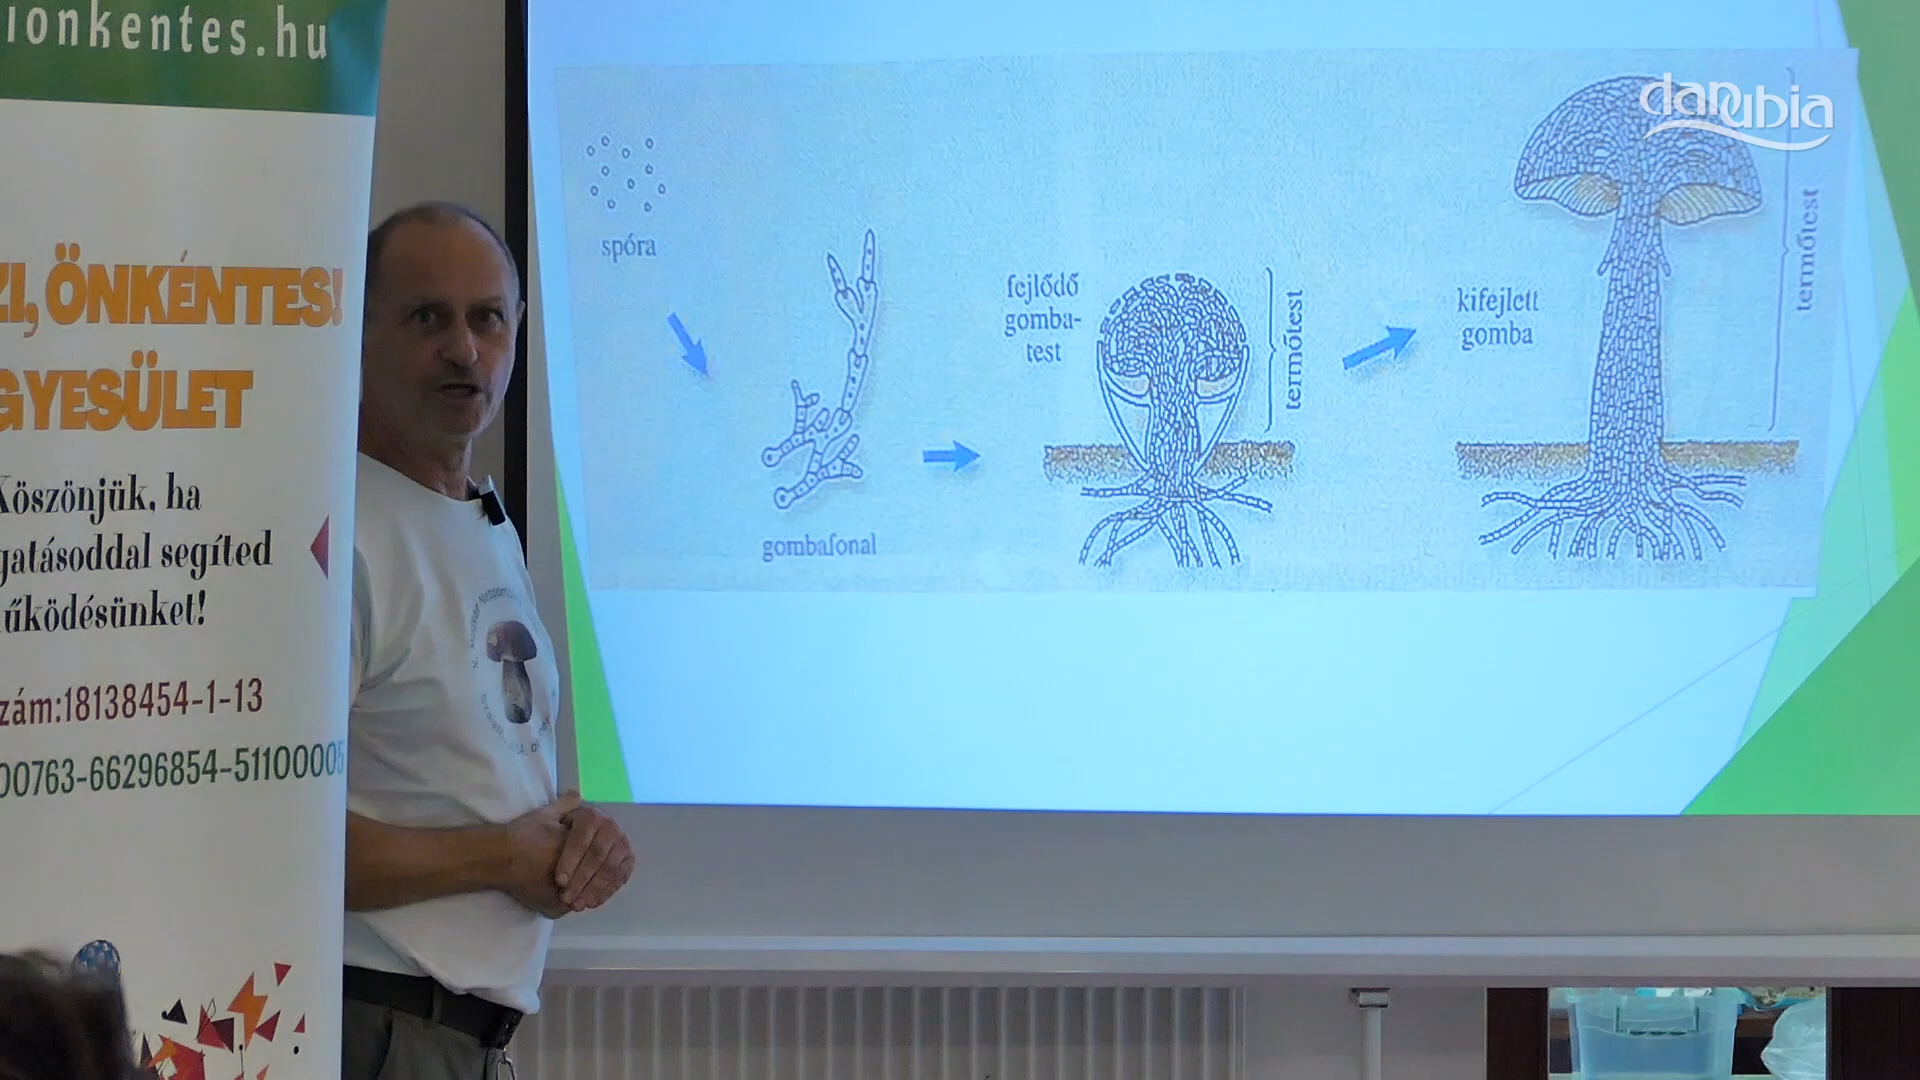 ionkentes.hu
ZI, ÖNKÉNTES!
GYESÜLET
Köszönjük, ha
gatásoddal segíted
űködésünket!
zám:18138454-1-13
00763-66296854-51100005
danubia
spóra
gombafonal
fejlődő
gomba-
test
termőtest
kifejlett
gomba
termőtest